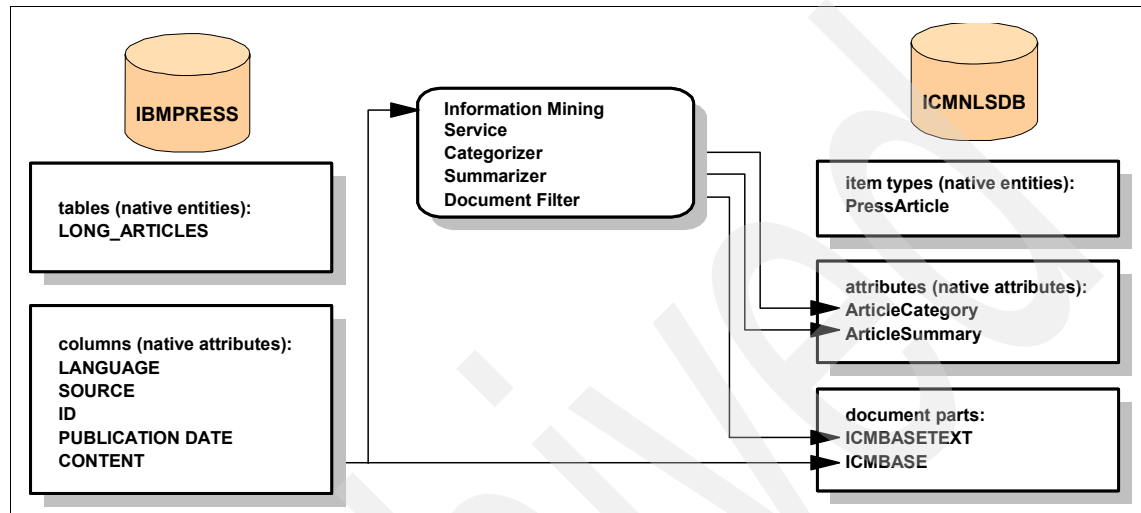 IBMPRESS
tables (native entities):
LONG_ARTICLES
columns (native attributes):
LANGUAGE
SOURCE
ID
PUBLICATION DATE
CONTENT
Information Mining
Service
Categorizer
Summarizer
Document Filter
ICMNLSDB
item types (native entities):
PressArticle
attributes (native attributes):
ArticleCategory
ArticleSummary
document parts:
ICMBASETEXT
ICMBASE